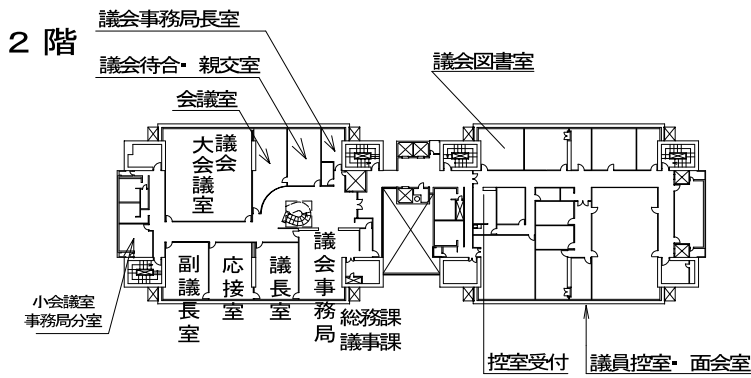 2 階
議会事務局長室
議会待合・ 親交室
会議室
議会図書室
議会
大会議室
副議長室
応接室
議長室
議会事務局
総務課
議事課
小会議室
事務局分室
控室受付
議員控室・ 面会室